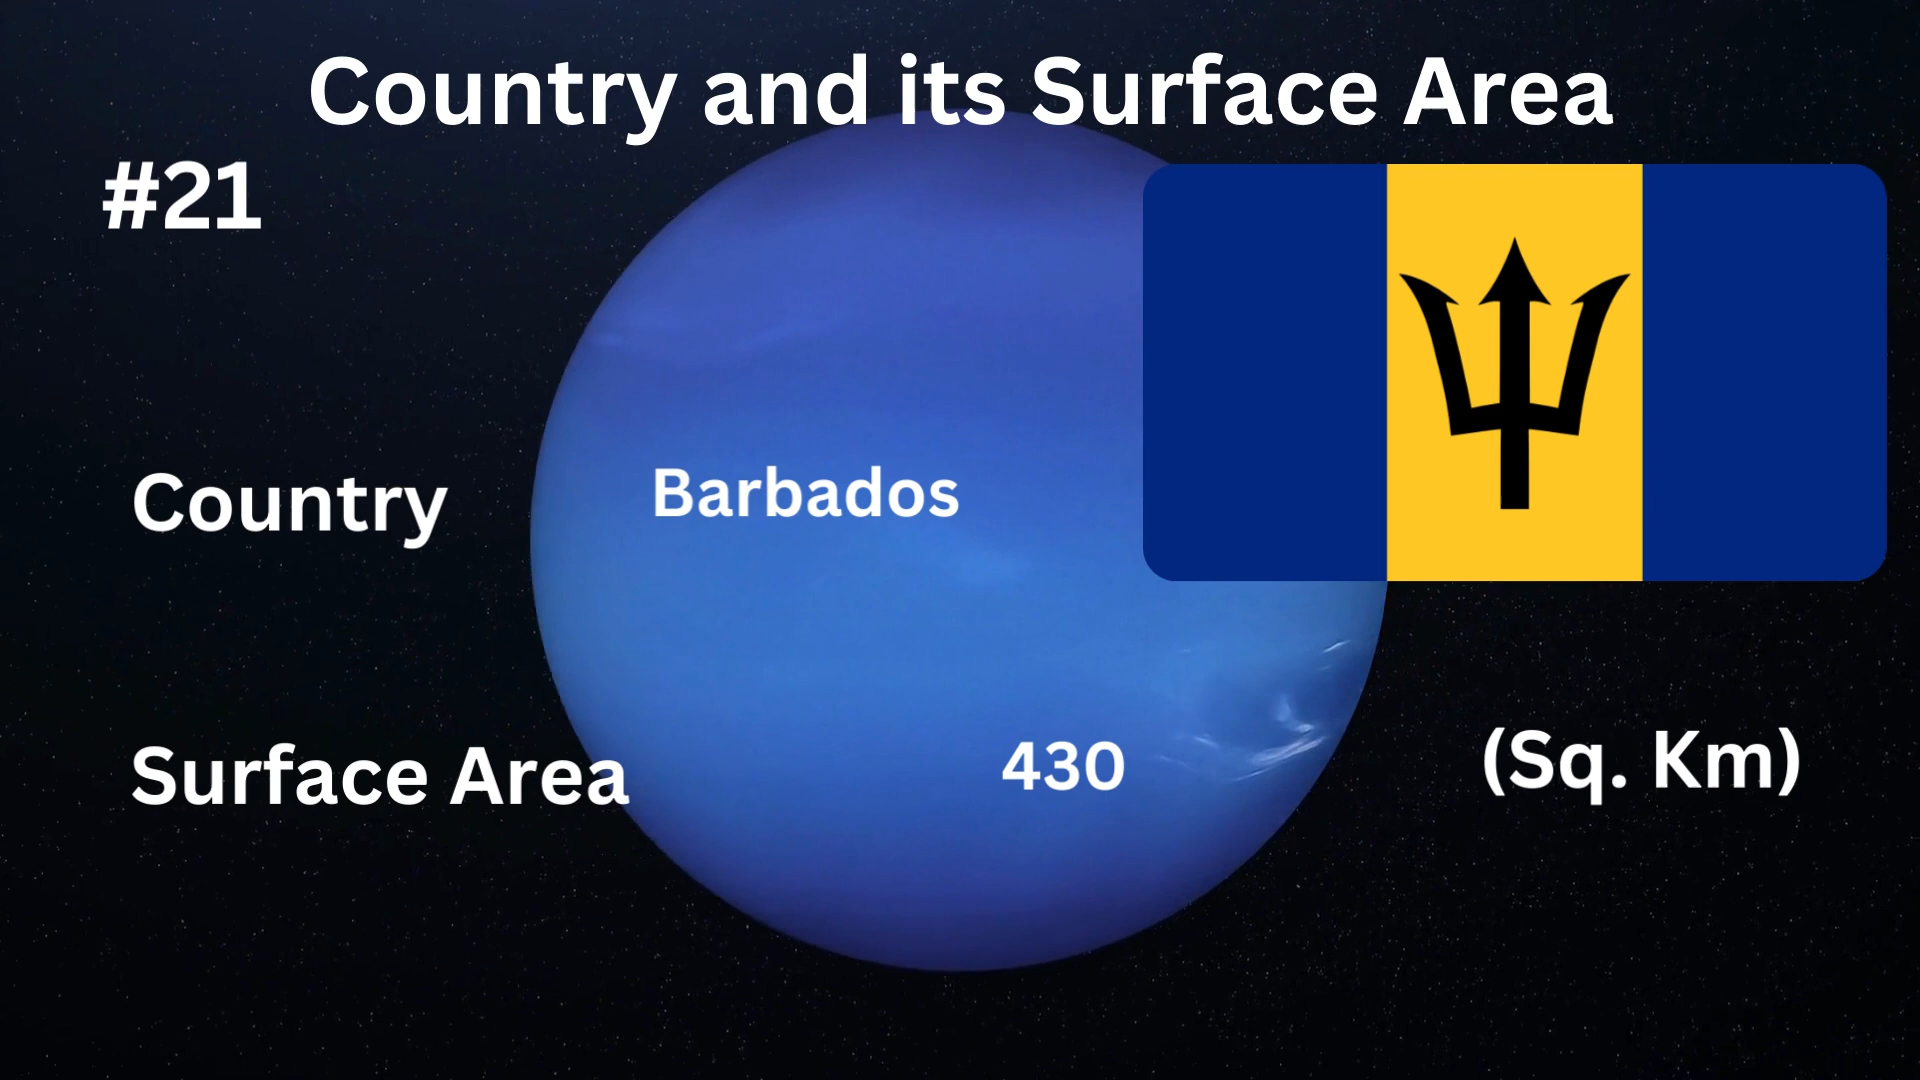 Country and its Surface Area
#21
Country
Barbados
Surface Area
430
(Sq. Km)